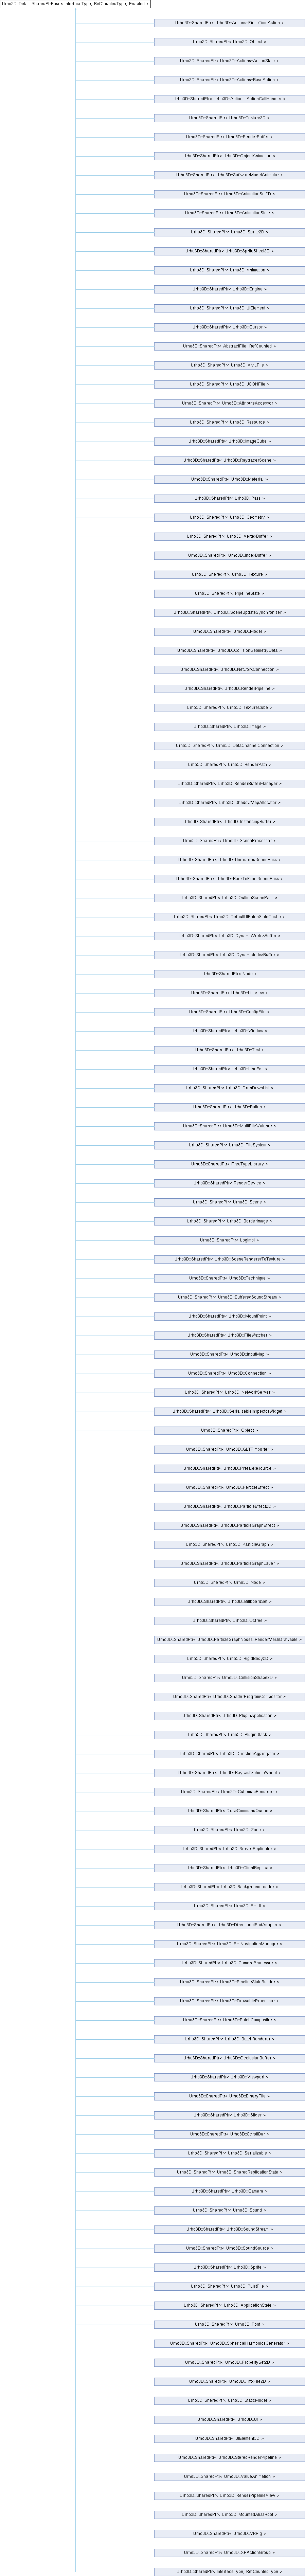 Urho3D::Detail::SharedPtrBase< InterfaceType, RefCountedType, Enabled >
Urho3D::SharedPtr< Urho3D::Actions::FiniteTimeAction >
Urho3D::SharedPtr< Urho3D::Object >
Urho3D::SharedPtr< Urho3D::Actions::ActionState >
Urho3D::SharedPtr< Urho3D::Actions::BaseAction >
Urho3D::SharedPtr< Urho3D::Actions::ActionCallHandler >
Urho3D::SharedPtr< Urho3D::Texture2D >
Urho3D::SharedPtr< Urho3D::RenderBuffer >
Urho3D::SharedPtr< Urho3D::ObjectAnimation >
Urho3D::SharedPtr< Urho3D::SoftwareModelAnimator >
Urho3D::SharedPtr< Urho3D::AnimationSet2D >
Urho3D::SharedPtr< Urho3D::AnimationState >
Urho3D::SharedPtr< Urho3D::Sprite2D >
Urho3D::SharedPtr< Urho3D::SpriteSheet2D >
Urho3D::SharedPtr< Urho3D::Animation >
Urho3D::SharedPtr< Urho3D::Engine >
Urho3D::SharedPtr< Urho3D::UIElement >
Urho3D::SharedPtr< Urho3D::Cursor >
Urho3D::SharedPtr< AbstractFile, RefCounted >
Urho3D::SharedPtr< Urho3D::XMLFile >
Urho3D::SharedPtr< Urho3D::JSONFile >
Urho3D::SharedPtr< Urho3D::AttributeAccessor >
Urho3D::SharedPtr< Urho3D::Resource >
Urho3D::SharedPtr< Urho3D::ImageCube >
Urho3D::SharedPtr< Urho3D::RaytracerScene >
Urho3D::SharedPtr< Urho3D::Material >
Urho3D::SharedPtr< Urho3D::Pass >
Urho3D::SharedPtr< Urho3D::Geometry >
Urho3D::SharedPtr< Urho3D::VertexBuffer >
Urho3D::SharedPtr< Urho3D::IndexBuffer >
Urho3D::SharedPtr< Urho3D::Texture >
Urho3D::SharedPtr< PipelineState >
Urho3D::SharedPtr< Urho3D::SceneUpdateSynchronizer >
Urho3D::SharedPtr< Urho3D::Model >
Urho3D::SharedPtr< Urho3D::CollisionGeometryData >
Urho3D::SharedPtr< Urho3D::NetworkConnection >
Urho3D::SharedPtr< Urho3D::RenderPipeline >
Urho3D::SharedPtr< Urho3D::TextureCube >
Urho3D::SharedPtr< Urho3D::Image >
Urho3D::SharedPtr< Urho3D::DataChannelConnection >
Urho3D::SharedPtr< Urho3D::RenderPath >
Urho3D::SharedPtr< Urho3D::RenderBufferManager >
Urho3D::SharedPtr< Urho3D::ShadowMapAllocator >
Urho3D::SharedPtr< Urho3D::InstancingBuffer >
Urho3D::SharedPtr< Urho3D::SceneProcessor >
Urho3D::SharedPtr< Urho3D::UnorderedScenePass >
Urho3D::SharedPtr< Urho3D::BackToFrontScenePass >
Urho3D::SharedPtr< Urho3D::OutlineScenePass >
Urho3D::SharedPtr< Urho3D::DefaultUIBatchStateCache >
Urho3D::SharedPtr< Urho3D::DynamicVertexBuffer >
Urho3D::SharedPtr< Urho3D::DynamicIndexBuffer >
Urho3D::SharedPtr< Node >
Urho3D::SharedPtr< Urho3D::ListView >
Urho3D::SharedPtr< Urho3D::ConfigFile >
Urho3D::SharedPtr< Urho3D::Window >
Urho3D::SharedPtr< Urho3D::Text >
Urho3D::SharedPtr< Urho3D::LineEdit >
Urho3D::SharedPtr< Urho3D::DropDownList >
Urho3D::SharedPtr< Urho3D::Button >
Urho3D::SharedPtr< Urho3D::MultiFileWatcher >
Urho3D::SharedPtr< Urho3D::FileSystem >
Urho3D::SharedPtr< FreeTypeLibrary >
Urho3D::SharedPtr< RenderDevice >
Urho3D::SharedPtr< Urho3D::Scene >
Urho3D::SharedPtr< Urho3D::BorderImage >
Urho3D::SharedPtr< LogImpl >
Urho3D::SharedPtr< Urho3D::SceneRendererToTexture >
Urho3D::SharedPtr< Urho3D::Technique >
Urho3D::SharedPtr< Urho3D::BufferedSoundStream >
Urho3D::SharedPtr< Urho3D::MountPoint >
Urho3D::SharedPtr< Urho3D::FileWatcher >
Urho3D::SharedPtr< Urho3D::InputMap >
Urho3D::SharedPtr< Urho3D::Connection >
Urho3D::SharedPtr< Urho3D::NetworkServer >
Urho3D::SharedPtr< Urho3D::SerializableInspectorWidget >
Urho3D::SharedPtr< Object >
Urho3D::SharedPtr< Urho3D::GLTFImporter >
Urho3D::SharedPtr< Urho3D::PrefabResource >
Urho3D::SharedPtr< Urho3D::ParticleEffect >
Urho3D::SharedPtr< Urho3D::ParticleEffect2D >
Urho3D::SharedPtr< Urho3D::ParticleGraphEffect >
Urho3D::SharedPtr< Urho3D::ParticleGraph >
Urho3D::SharedPtr< Urho3D::ParticleGraphLayer >
Urho3D::SharedPtr< Urho3D::Node >
Urho3D::SharedPtr< Urho3D::BillboardSet >
Urho3D::SharedPtr< Urho3D::Octree >
Urho3D::SharedPtr< Urho3D::ParticleGraphNodes::RenderMeshDrawable >
Urho3D::SharedPtr< Urho3D::RigidBody2D >
Urho3D::SharedPtr< Urho3D::CollisionShape2D >
Urho3D::SharedPtr< Urho3D::ShaderProgramCompositor >
Urho3D::SharedPtr< Urho3D::PluginApplication >
Urho3D::SharedPtr< Urho3D::PluginStack >
Urho3D::SharedPtr< Urho3D::DirectionAggregator >
Urho3D::SharedPtr< Urho3D::RaycastVehicleWheel >
Urho3D::SharedPtr< Urho3D::CubemapRenderer >
Urho3D::SharedPtr< DrawCommandQueue >
Urho3D::SharedPtr< Urho3D::Zone >
Urho3D::SharedPtr< Urho3D::ServerReplicator >
Urho3D::SharedPtr< Urho3D::ClientReplica >
Urho3D::SharedPtr< Urho3D::BackgroundLoader >
Urho3D::SharedPtr< Urho3D::RmlUI >
Urho3D::SharedPtr< Urho3D::DirectionalPadAdapter >
Urho3D::SharedPtr< Urho3D::RmlNavigationManager >
Urho3D::SharedPtr< Urho3D::CameraProcessor >
Urho3D::SharedPtr< Urho3D::PipelineStateBuilder >
Urho3D::SharedPtr< Urho3D::DrawableProcessor >
Urho3D::SharedPtr< Urho3D::BatchCompositor >
Urho3D::SharedPtr< Urho3D::BatchRenderer >
Urho3D::SharedPtr< Urho3D::OcclusionBuffer >
Urho3D::SharedPtr< Urho3D::Viewport >
Urho3D::SharedPtr< Urho3D::BinaryFile >
Urho3D::SharedPtr< Urho3D::Slider >
Urho3D::SharedPtr< Urho3D::ScrollBar >
Urho3D::SharedPtr< Urho3D::Serializable >
Urho3D::SharedPtr< Urho3D::SharedReplicationState >
Urho3D::SharedPtr< Urho3D::Camera >
Urho3D::SharedPtr< Urho3D::Sound >
Urho3D::SharedPtr< Urho3D::SoundStream >
Urho3D::SharedPtr< Urho3D::SoundSource >
Urho3D::SharedPtr< Urho3D::Sprite >
Urho3D::SharedPtr< Urho3D::PListFile >
Urho3D::SharedPtr< Urho3D::ApplicationState >
Urho3D::SharedPtr< Urho3D::Font >
Urho3D::SharedPtr< Urho3D::SphericalHarmonicsGenerator >
Urho3D::SharedPtr< Urho3D::PropertySet2D >
Urho3D::SharedPtr< Urho3D::TmxFile2D >
Urho3D::SharedPtr< Urho3D::StaticModel >
Urho3D::SharedPtr< Urho3D::UI >
Urho3D::SharedPtr< UIElement3D >
Urho3D::SharedPtr< Urho3D::StereoRenderPipeline >
Urho3D::SharedPtr< Urho3D::ValueAnimation >
Urho3D::SharedPtr< Urho3D::RenderPipelineView >
Urho3D::SharedPtr< Urho3D::MountedAliasRoot >
Urho3D::SharedPtr< Urho3D::VRRig >
Urho3D::SharedPtr< Urho3D::XRActionGroup >
Urho3D::SharedPtr< InterfaceType, RefCountedType >